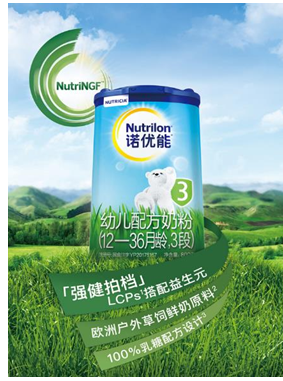 NutriNGF
NUTRICIA
Nutrilon
诺优能
3
幼儿配方奶粉
(12—36月龄,3段)
「强健拍档」
LCPs¹搭配益生元
欧洲户外草饲鲜奶原料²
100%乳糖配方设计³